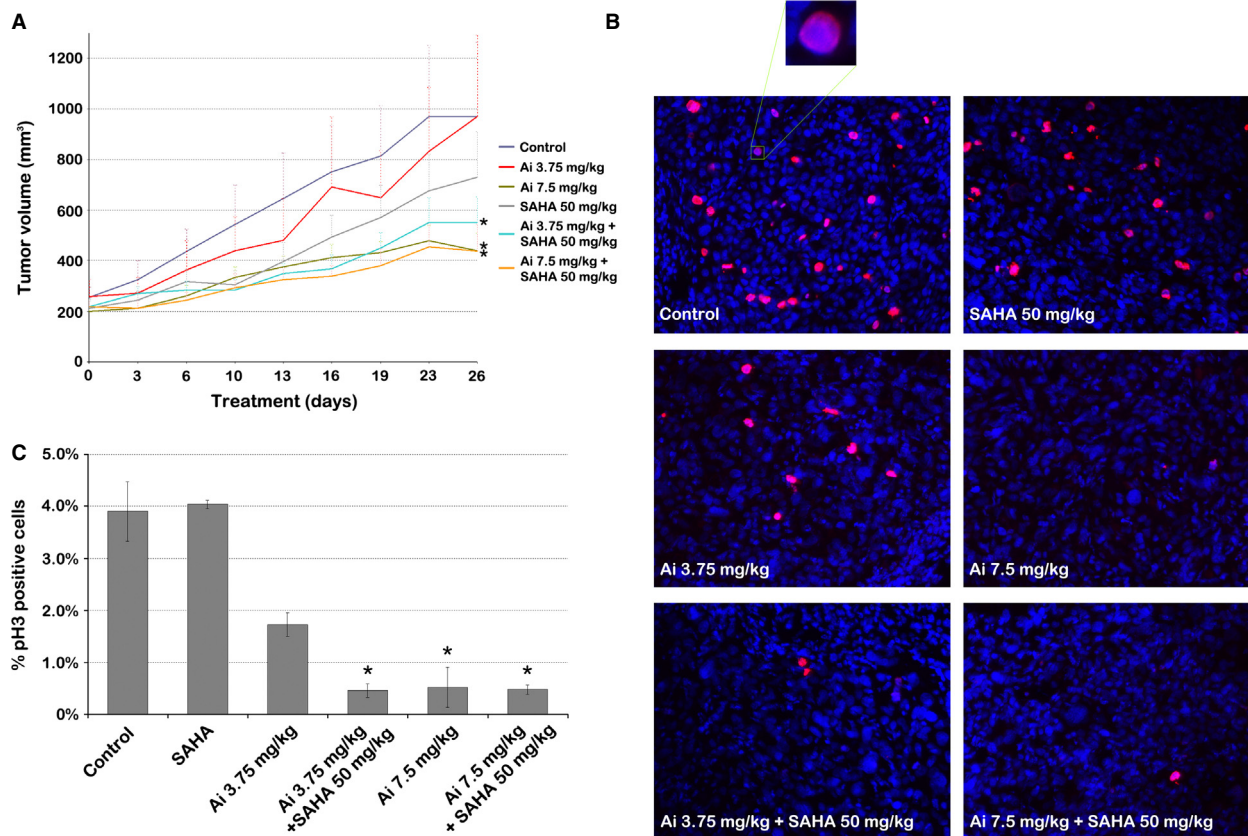 A
Tumor volume (mm³)
1200
1000
800
600
400
200
0
0 3 6 10 13 16 19 23 26
Treatment (days)
Control
Ai 3.75 mg/kg
Ai 7.5 mg/kg
SAHA 50 mg/kg
Ai 3.75 mg/kg +
SAHA 50 mg/kg
Ai 7.5 mg/kg +
SAHA 50 mg/kg
*
*
*
B
Control
SAHA 50 mg/kg
Ai 3.75 mg/kg
Ai 7.5 mg/kg
Ai 3.75 mg/kg + SAHA 50 mg/kg
Ai 7.5 mg/kg + SAHA 50 mg/kg
C
% pH3 positive cells
5.0%
4.0%
3.0%
2.0%
1.0%
0%
* * *
Control
SAHA
Ai 3.75 mg/kg
Ai 3.75 mg/kg
+SAHA 50 mg/kg
Ai 7.5 mg/kg
Ai 7.5 mg/kg
+ SAHA 50 mg/kg